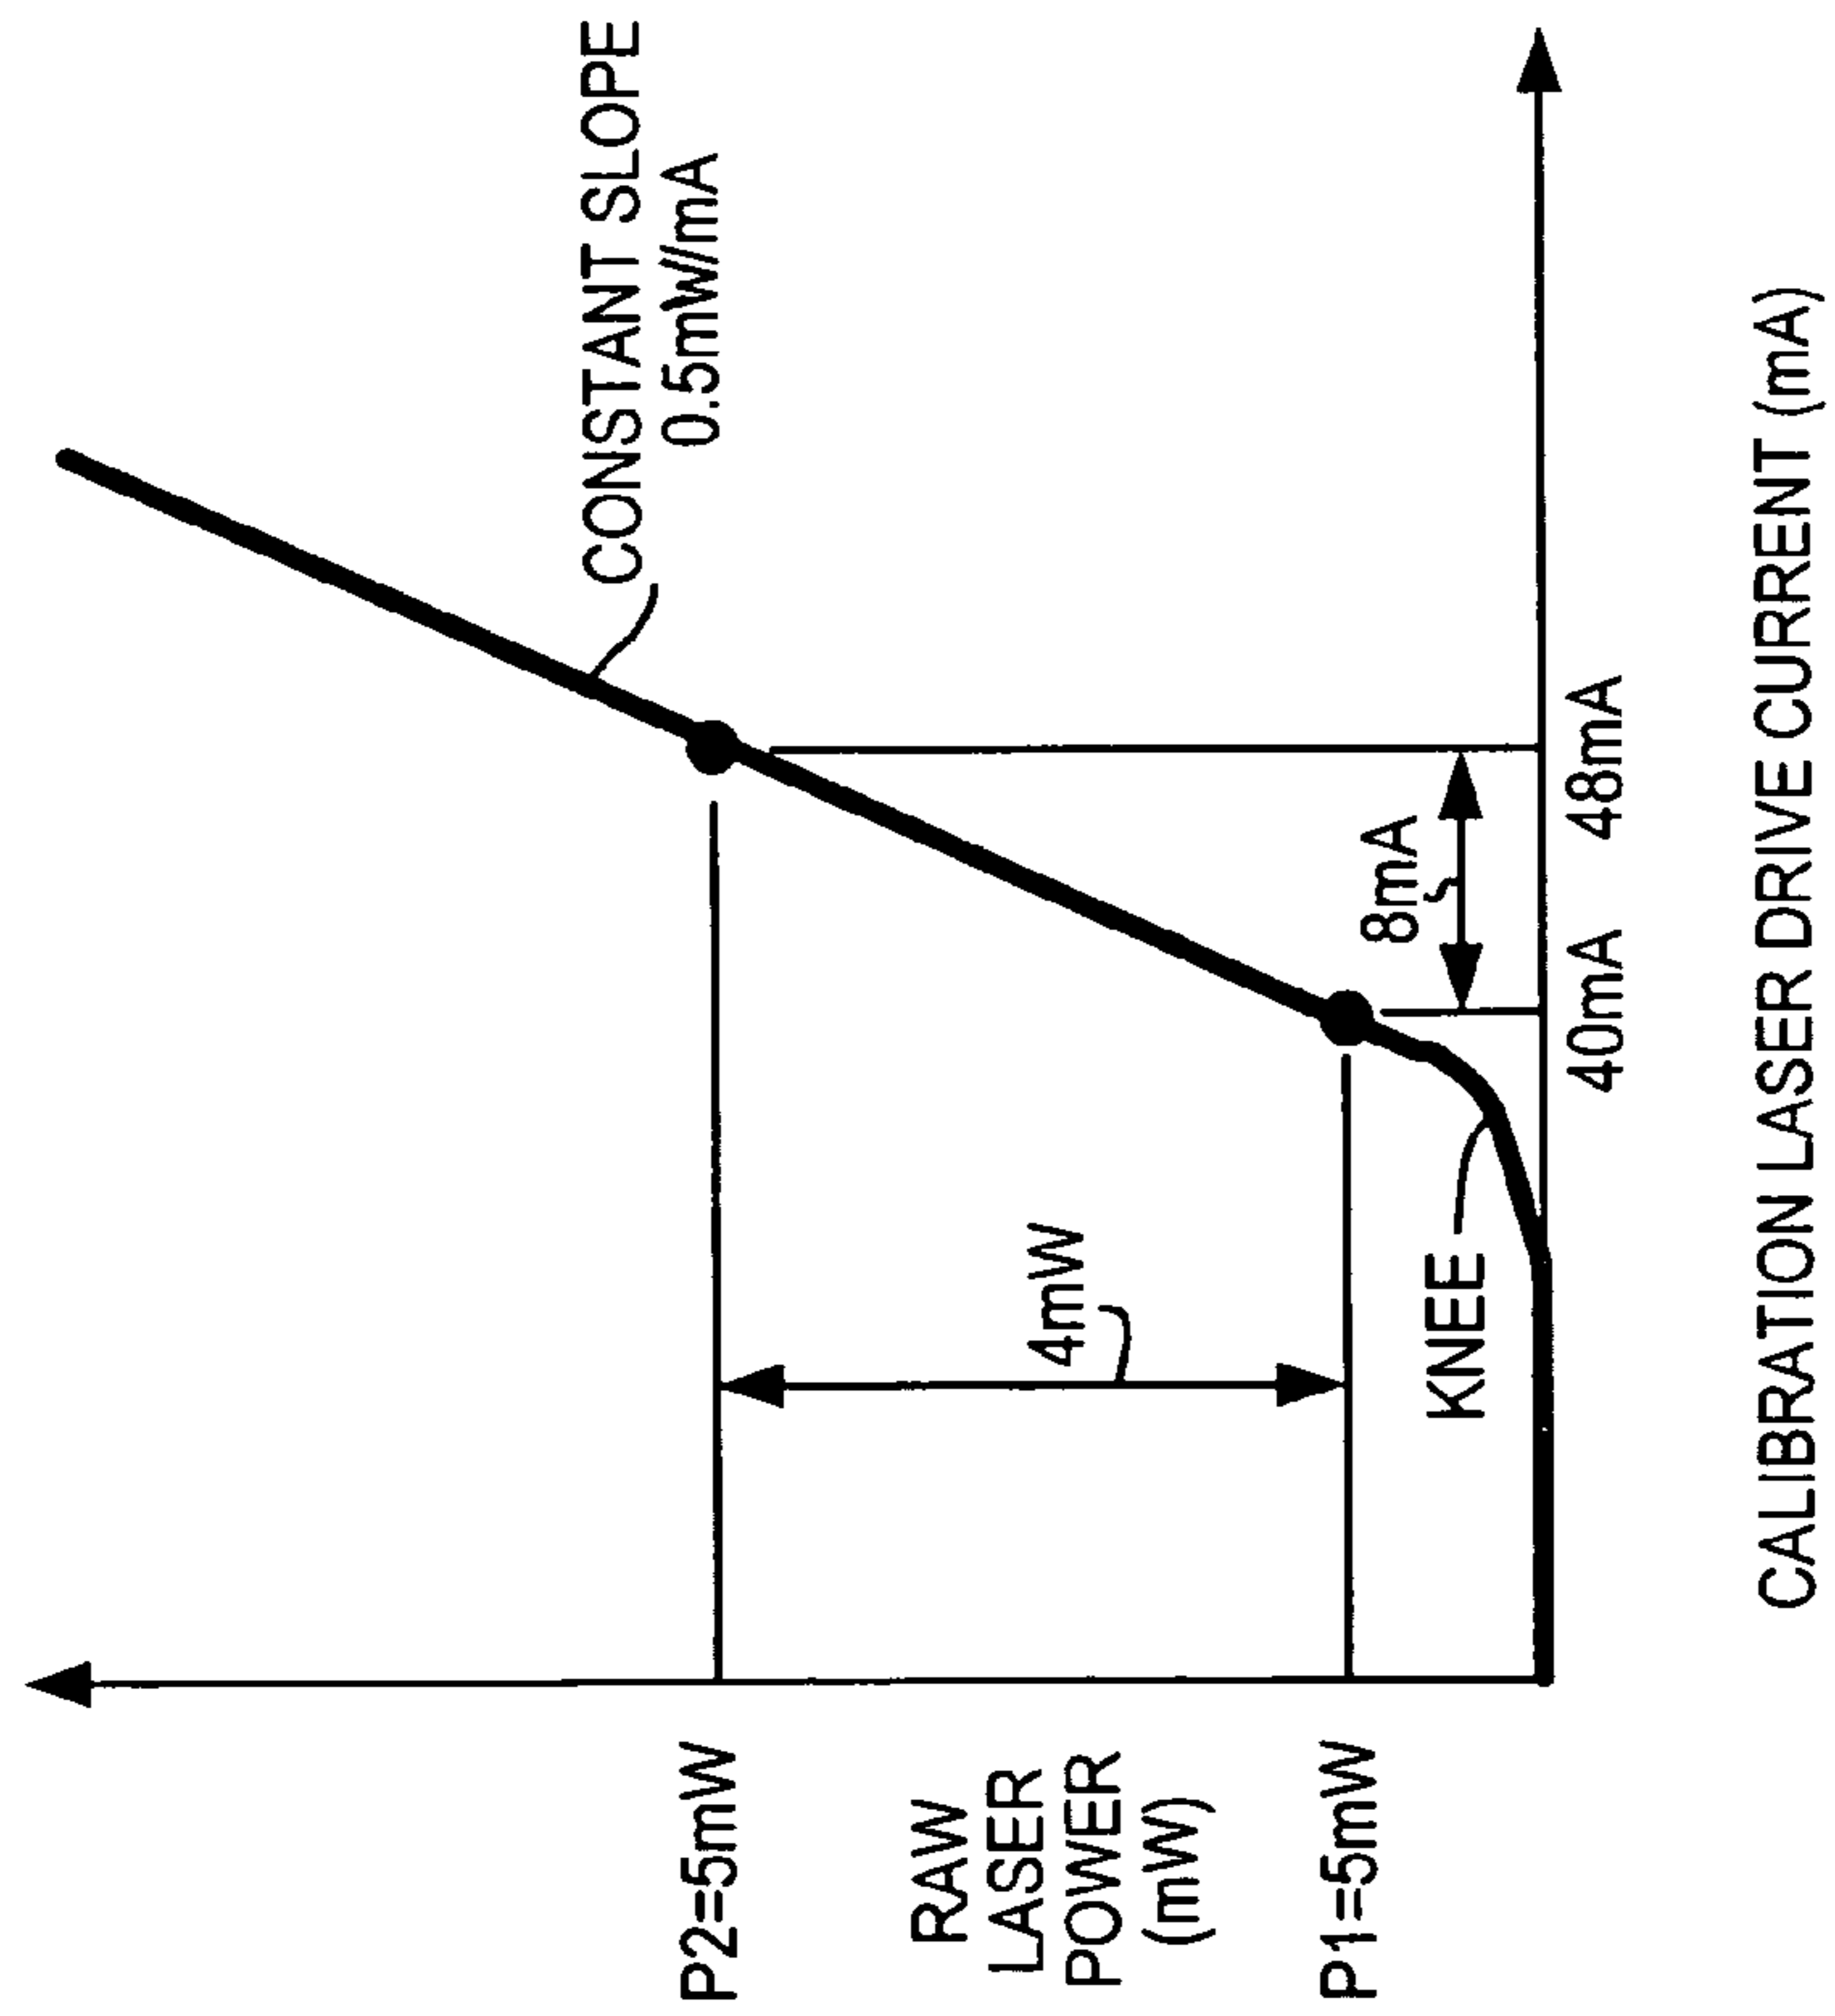 CONSTANT SLOPE
0.5mW/mA
P2=5mW
4mW
RAW
LASER
POWER
(mW)
8mA
P1=5mW
KNEE
40mA
48mA
CALIBRATION LASER DRIVE CURRENT (mA)